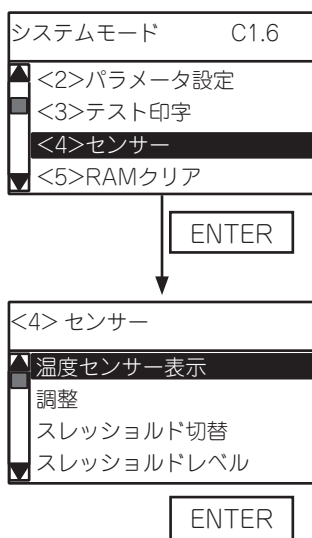 システムモード C1.6
<2>パラメータ設定
<3>テスト印字
<4>センサー
<5>RAMクリア
ENTER
<4> センサー
温度センサー表示
調整
スレッショルド切替
スレッショルドレベル
ENTER